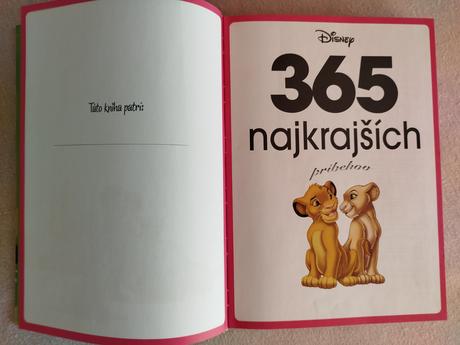 Táto kniha patrí:
Disney
365
najkrajších
príbehov